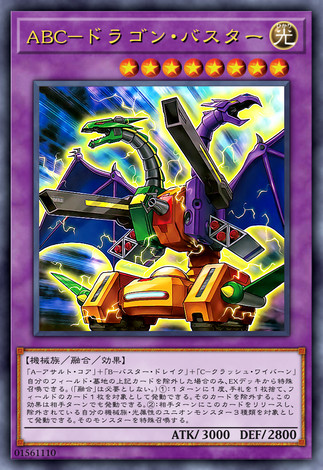 ABC－ドラゴン・バスター
光
【機械族／融合／効果】
「A－アサルト・コア」＋「B－バスター・ドレイク」＋「C－クラッシュ・ワイバーン」
自分のフィールド・墓地の上記カードを除外した場合のみ、EXデッキから特殊
召喚できる。（「融合」は必要としない。）①：１ターンに１度、手札を１枚捨て、フ
ィールドのカード１枚を対象として発動できる。そのカードを除外する。この
効果は相手ターンでも発動できる。②：相手ターンにこのカードをリリースし、
除外されている自分の機械族・光属性のユニオンモンスター３種類を対象とし
て発動できる。そのモンスターを特殊召喚する。
ATK/ 3000 DEF/2800
01561110